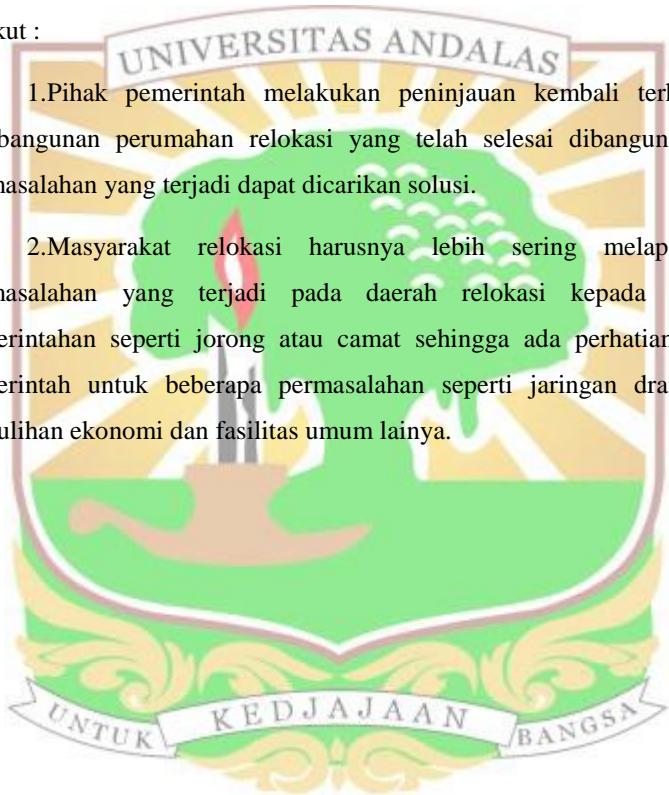 kut :
UNIVERSITAS ANDALAS
1.Pihak pemerintah melakukan peninjauan kembali terh
bangunan perumahan relokasi yang telah selesai dibangun
masalahan yang terjadi dapat dicarikan solusi.
2.Masyarakat relokasi harusnya lebih sering melap
masalahan yang terjadi pada daerah relokasi kepada
erintahan seperti jorong atau camat sehingga ada perhatian
erintah untuk beberapa permasalahan seperti jaringan dra
ulihan ekonomi dan fasilitas umum lainya.
UNTUK KEDJAJAAN BANGSA